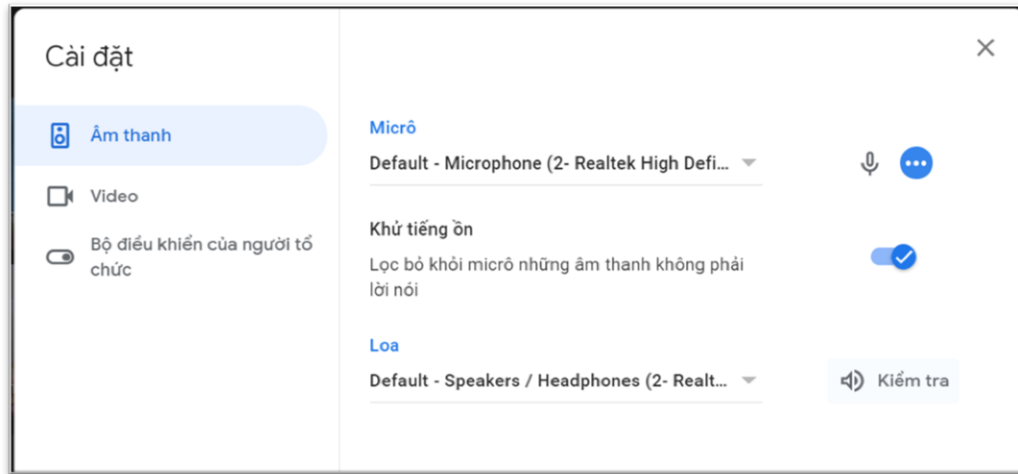 Cài đặt
Âm thanh
Video
Bộ điều khiển của người tổ
chức
Micrô
Default - Microphone (2- Realtek High Defi...
Khử tiếng ồn
Lọc bỏ khỏi micrô những âm thanh không phải
lời nói
Loa
Default - Speakers / Headphones (2- Realt...
Kiểm tra